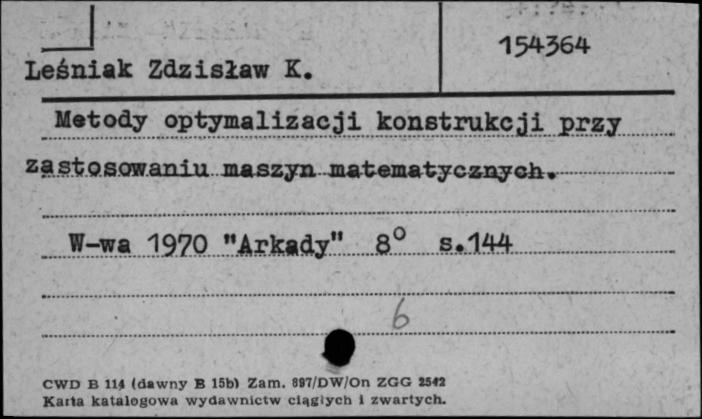 154364
Leśniak Zdzisław K.
Metody optymalizacji konstrukcji przy
zastosowaniu maszyn matematycznych.
W-wa 1970 "Arkady" 8° s.144
6
CWD B 114 (dawny B 15b) Zam. 897/DW/On ZGG 2542
Karta katalogowa wydawnictw ciągłych i zwartych.